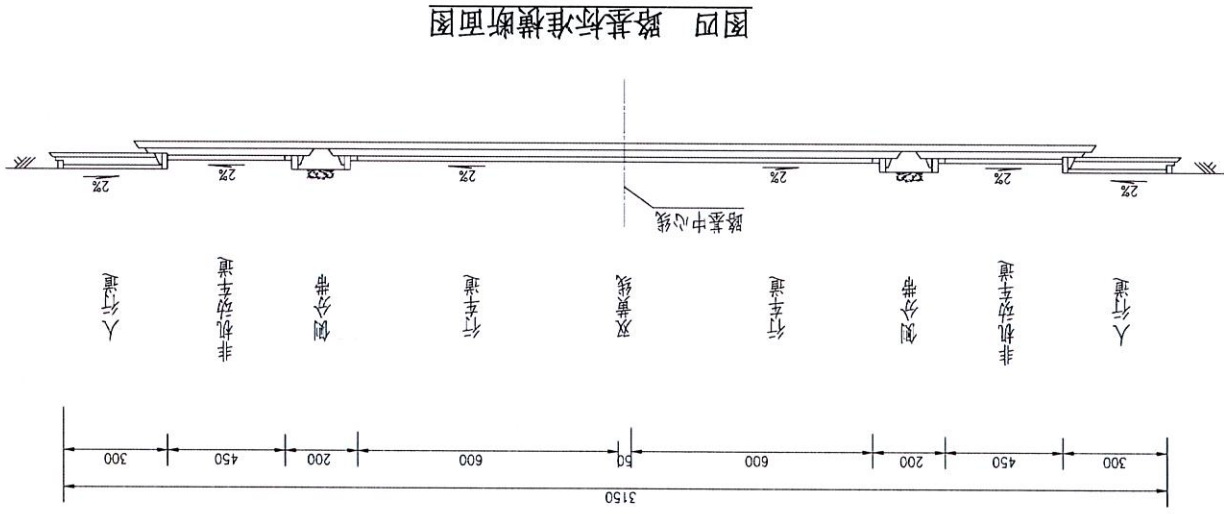 3150
300 450 200 600 50 600 200 450 300
人行道
非机动车道
侧分带
行车道
双黄线
行车道
侧分带
非机动车道
人行道
路基中心线
2% 2% 2% 2% 2% 2%
图四 路基标准横断面图